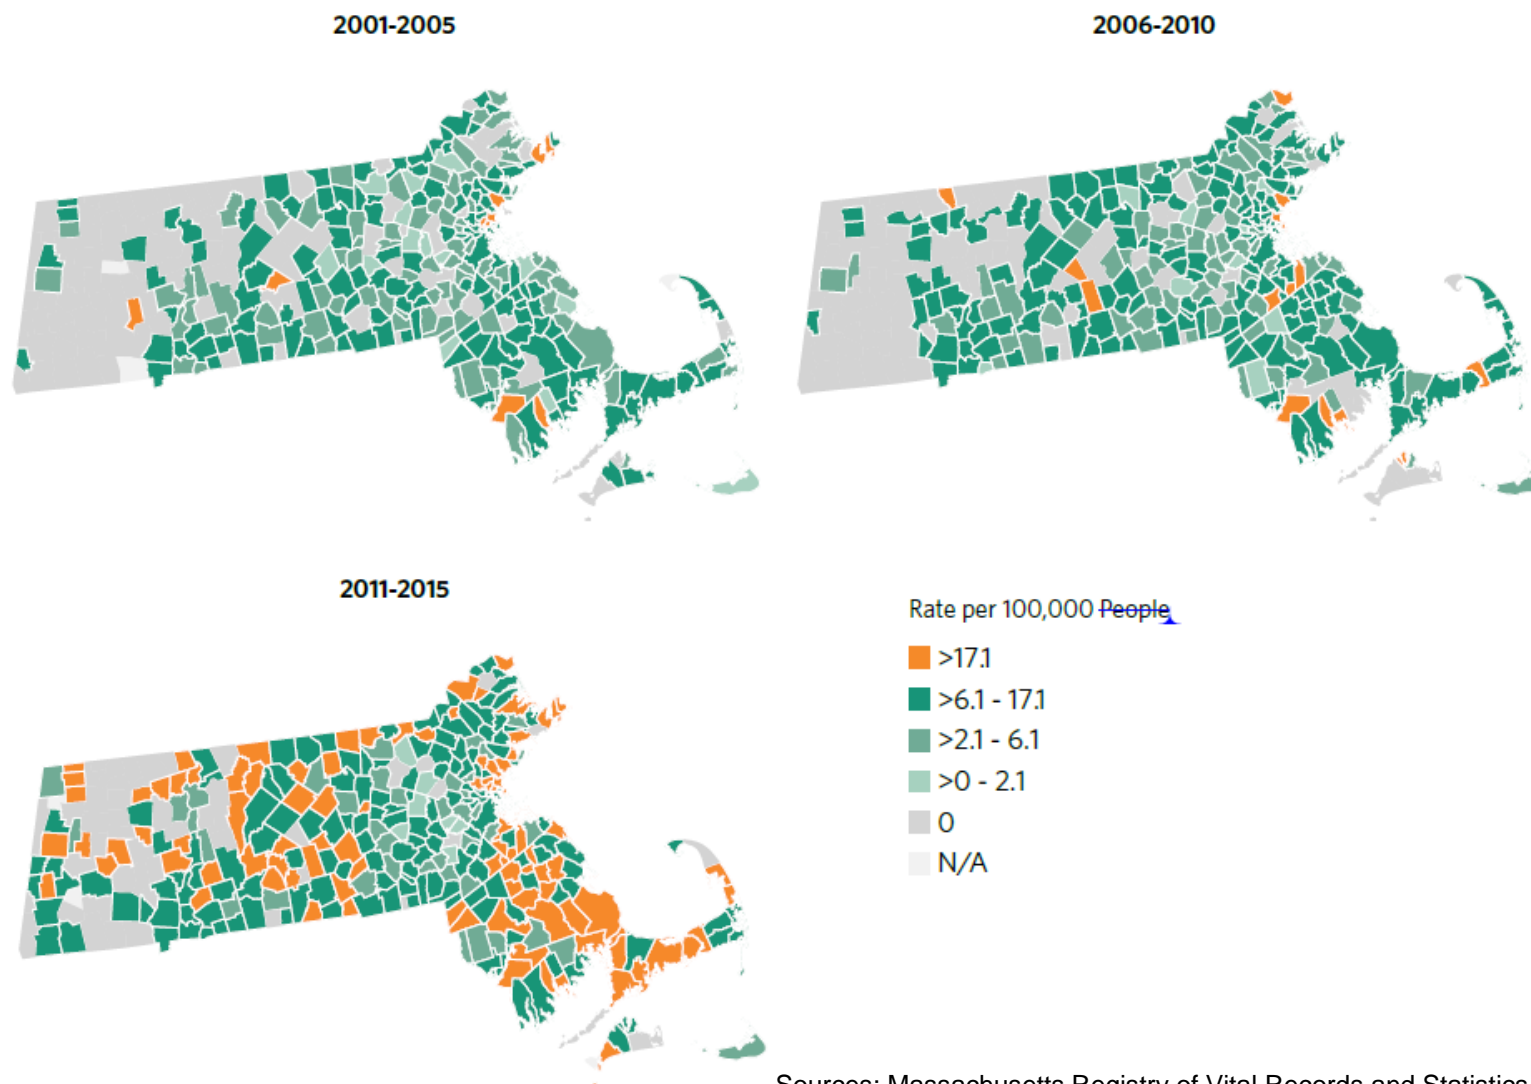 2001-2005
2006-2010
2011-2015
Rate per 100,000 People
>17.1
>6.1 - 17.1
>2.1 - 6.1
>0 - 2.1
0
N/A
Sources: Massachusetts Registry of Vital Records and Statistics